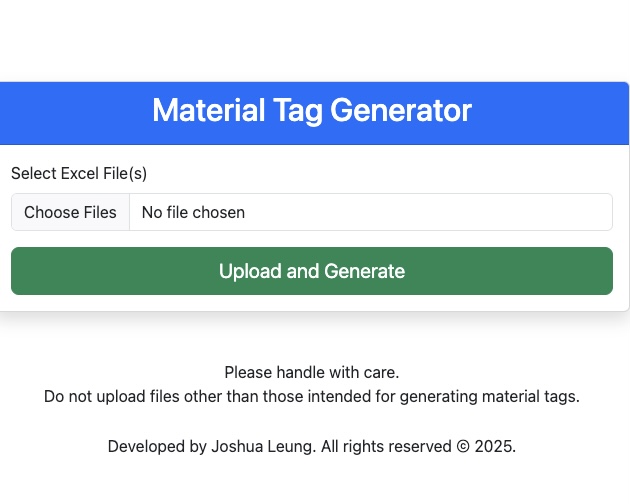 Material Tag Generator
Select Excel File(s)
Choose Files No file chosen
Upload and Generate
Please handle with care.
Do not upload files other than those intended for generating material tags.
Developed by Joshua Leung. All rights reserved © 2025.